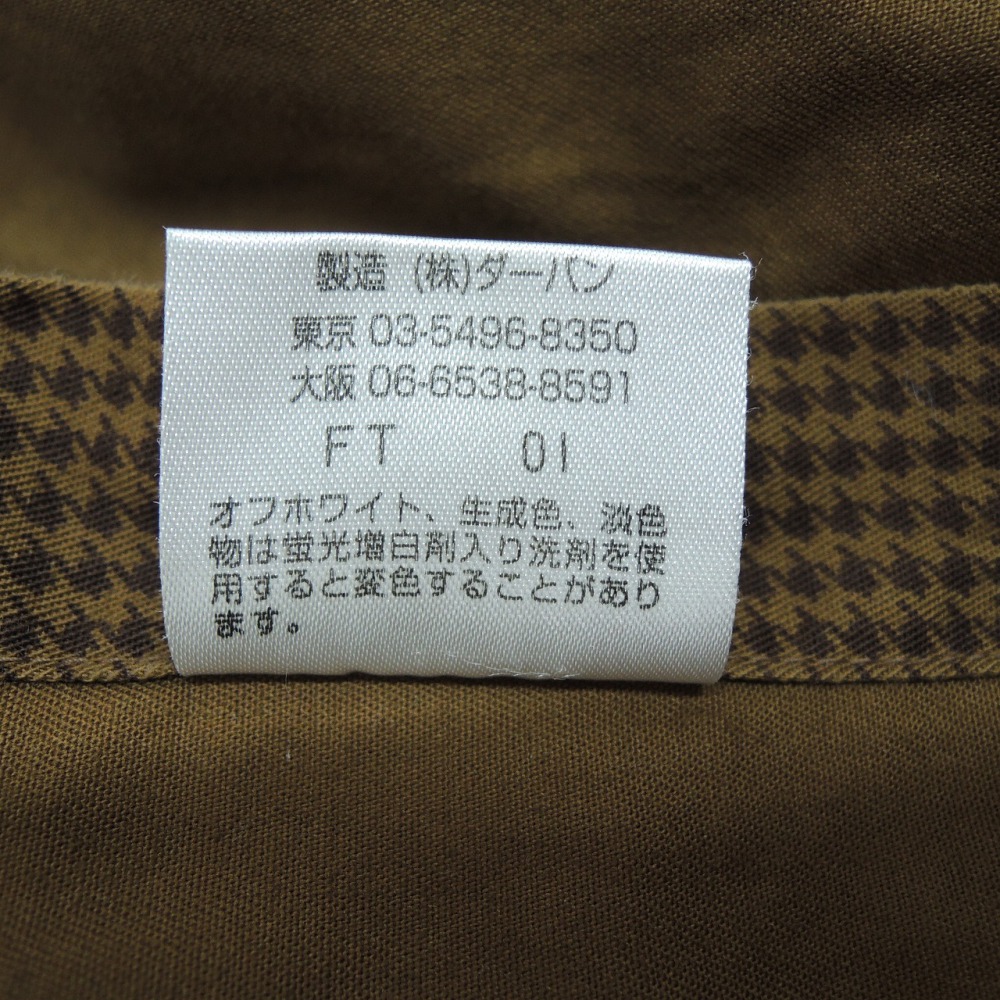 製造 (株)ダーバン
東京 03-5496-8350
大阪 06-6538-8591
FT 01
オフホワイト、生成色、淡色
物は蛍光増白剤入り洗剤を使
用すると変色することがあり
ます。